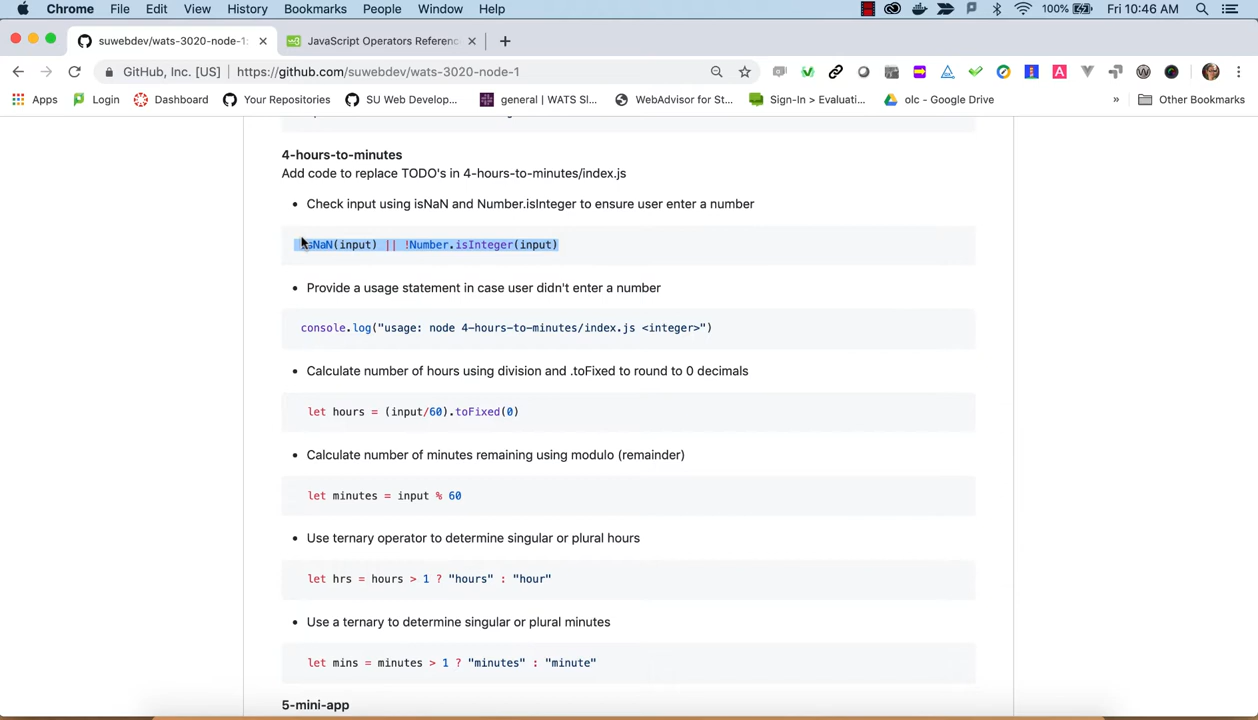 Chrome File Edit View History Bookmarks People Window Help 100% Fri 10:46 AM
suwebdev/wats-3020-node-1: JavaScript Operators Referenc
GitHub, Inc. [US] https://github.com/suwebdev/wats-3020-node-1
Apps Login Dashboard Your Repositories SU Web Develop... general | WATS Sl... WebAdvisor for St... Sign-In > Evaluati... olc - Google Drive » Other Bookmarks
4-hours-to-minutes
Add code to replace TODO's in 4-hours-to-minutes/index.js
• Check input using isNaN and Number.isInteger to ensure user enter a number
isNaN(input) || !Number.isInteger(input)
• Provide a usage statement in case user didn't enter a number
console.log("usage: node 4-hours-to-minutes/index.js <integer>")
• Calculate number of hours using division and .toFixed to round to 0 decimals
let hours = (input/60).toFixed(0)
• Calculate number of minutes remaining using modulo (remainder)
let minutes = input % 60
• Use ternary operator to determine singular or plural hours
let hrs = hours > 1 ? "hours" : "hour"
• Use a ternary to determine singular or plural minutes
let mins = minutes > 1 ? "minutes" : "minute"
5-mini-app